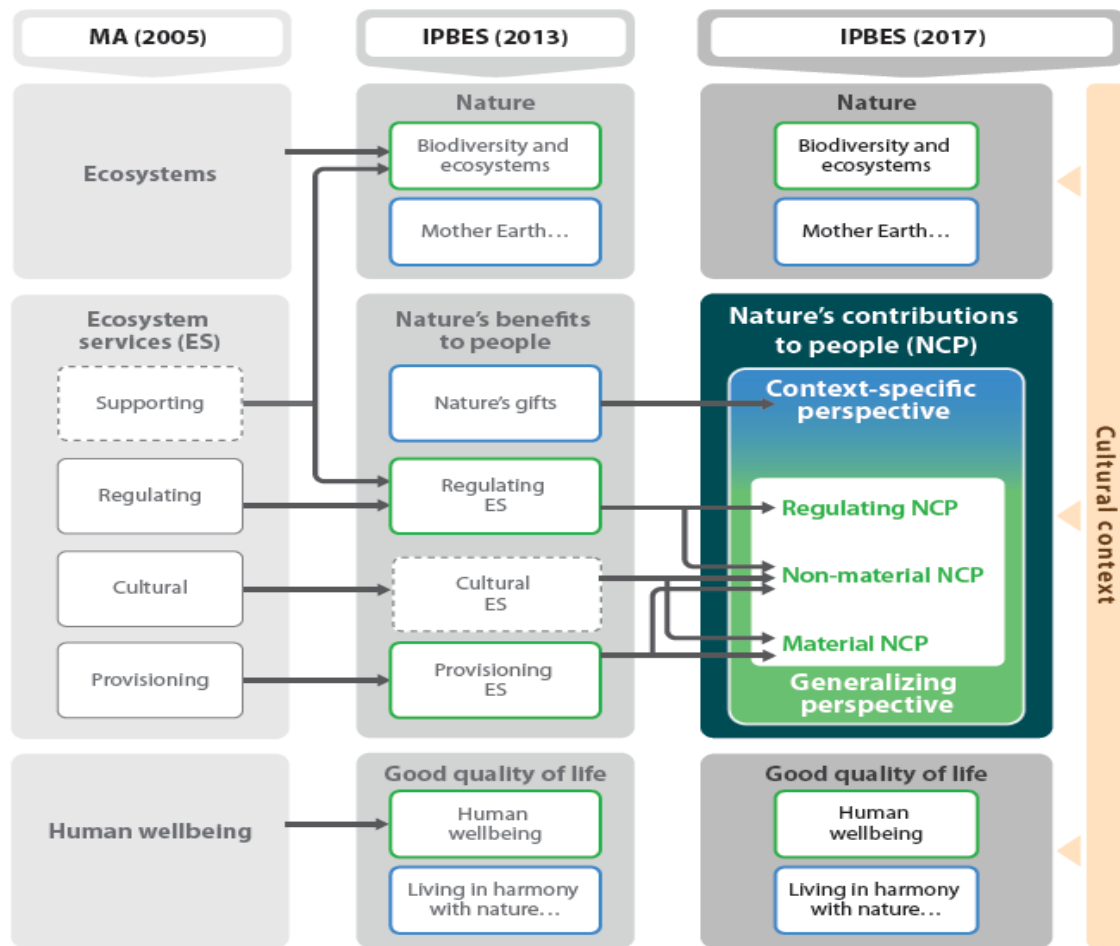 MA (2005)
IPBES (2013)
IPBES (2017)
Ecosystems
Nature
Biodiversity and
ecosystems
Mother Earth...
Nature
Biodiversity and
ecosystems
Mother Earth...
Ecosystem
services (ES)
Supporting
Regulating
Cultural
Provisioning
Nature's benefits
to people
Nature's gifts
Regulating
ES
Cultural
ES
Provisioning
ES
Nature's contributions
to people (NCP)
Context-specific
perspective
Regulating NCP
Non-material NCP
Material NCP
Generalizing
perspective
Human wellbeing
Good quality of life
Human
wellbeing
Living in harmony
with nature...
Good quality of life
Human
wellbeing
Living in harmony
with nature...
Cultural context